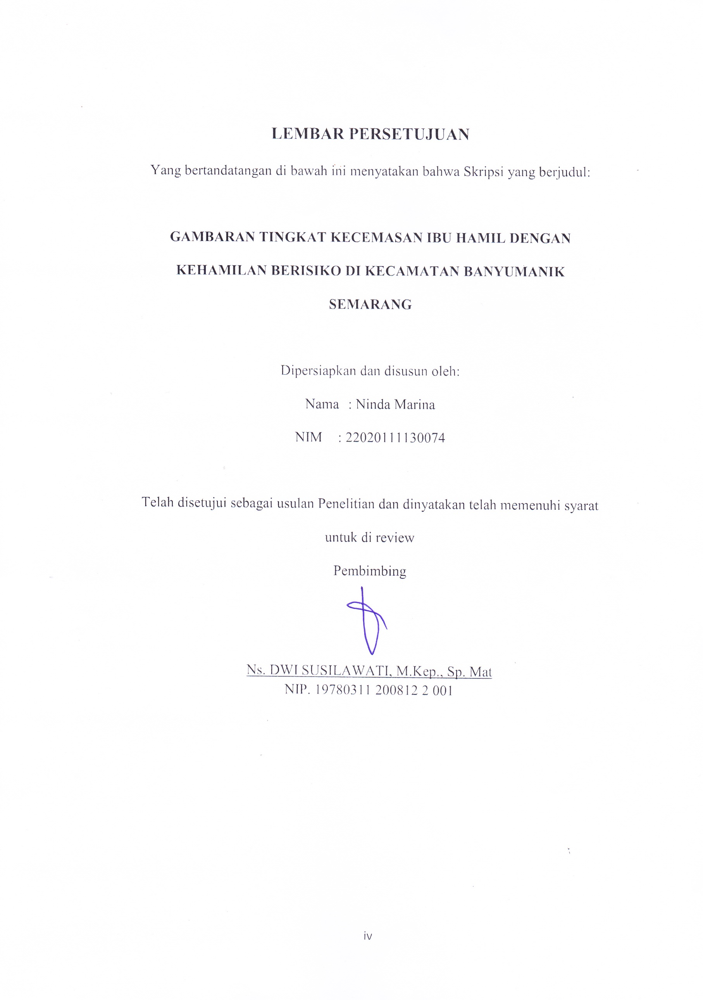 LEMBAR PERSETUJUAN
Yang bertandatangan di bawah ini menyatakan bahwa Skripsi yang berjudul:
GAMBARAN TINGKAT KECEMASAN IBU HAMIL DENGAN
KEHAMILAN BERISIKO DI KECAMATAN BANYUMANIK
SEMARANG
Dipersiapkan dan disusun oleh:
Nama : Ninda Marina
NIM : 22020111130074
Telah disetujui sebagai usulan Penelitian dan dinyatakan telah memenuhi syarat
untuk di review
Pembimbing
Ns. DWI SUSILAWATI, M.Kep., Sp. Mat
NIP. 19780311 200812 2 001
iv